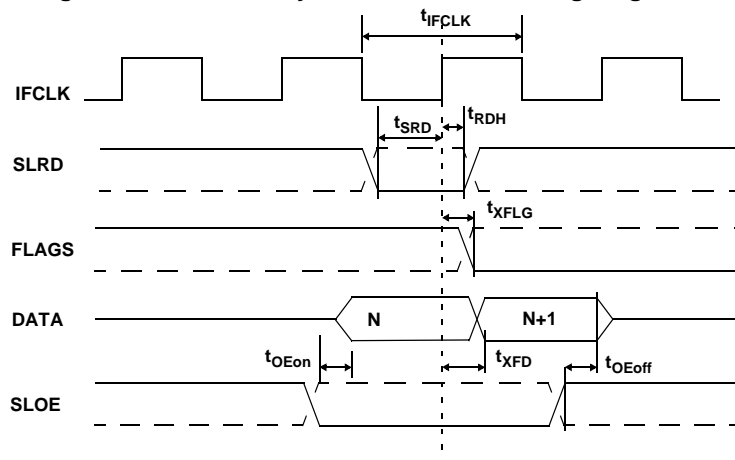 tIFCLK
IFCLK
tSRD
tRDH
SLRD
tXFLG
FLAGS
DATA
N
N+1
tOEon
tXFD
tOEoff
SLOE